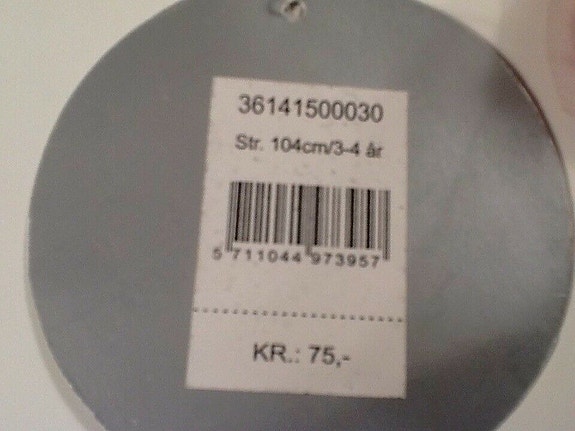 36141500030
Str. 104cm/3-4 år
5 711044 973957
KR.: 75,-